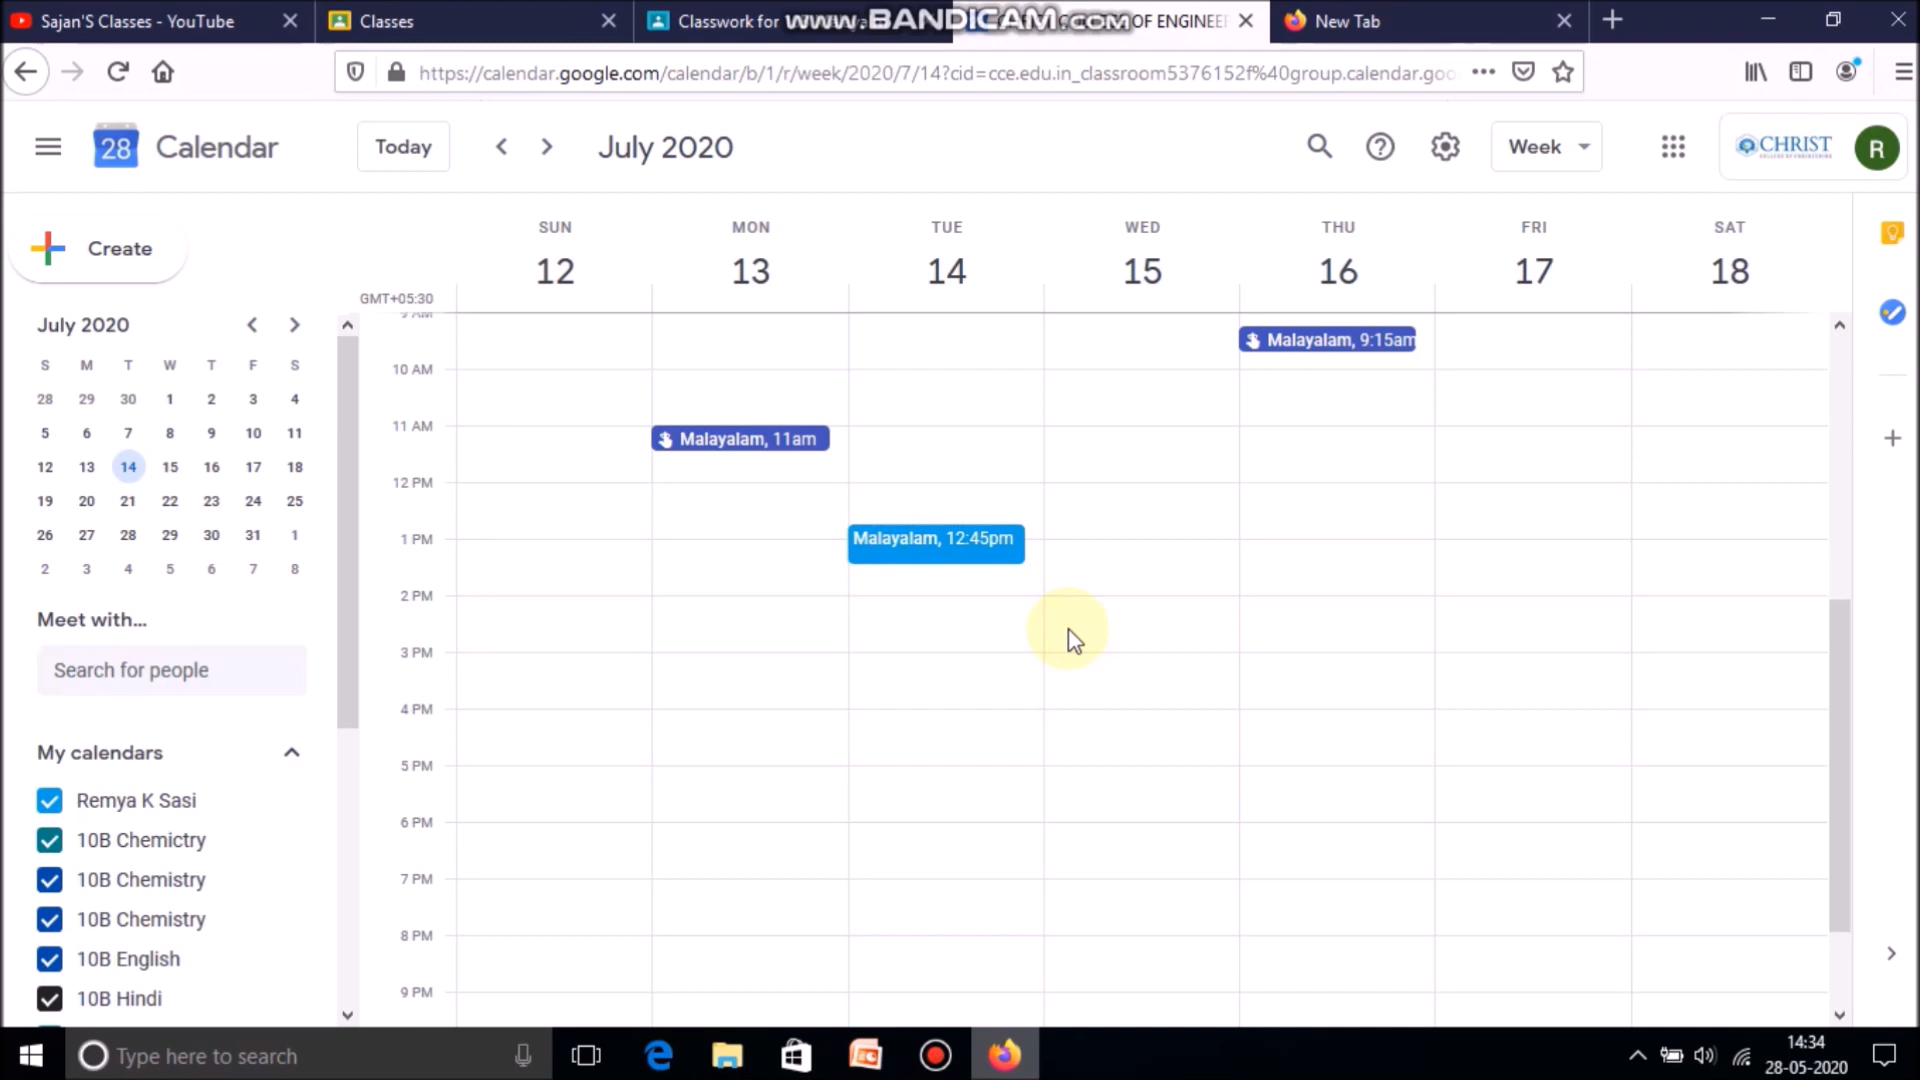 Sajan'S Classes - YouTube
Classes
Classwork for
www.BANDICAM.com
OF ENGINEER
New Tab
https://calendar.google.com/calendar/b/1/r/week/2020/7/14?cid=cce.edu.in_classroom5376152f%40group.calendar.goo
28 Calendar
Today
July 2020
Week
CHRIST
R
Create
SUN MON TUE WED THU FRI SAT
12 13 14 15 16 17 18
GMT+05:30
July 2020
S M T W T F S
28 29 30 1 2 3 4
5 6 7 8 9 10 11
12 13 14 15 16 17 18
19 20 21 22 23 24 25
26 27 28 29 30 31 1
2 3 4 5 6 7 8
Meet with...
Search for people
My calendars
Remya K Sasi
10B Chemictry
10B Chemistry
10B Chemistry
10B English
10B Hindi
9 AM
Malayalam, 9:15am
10 AM
11 AM
Malayalam, 11am
12 PM
Malayalam, 12:45pm
1 PM
2 PM
3 PM
4 PM
5 PM
6 PM
7 PM
8 PM
9 PM
Type here to search
14:34
28-05-2020